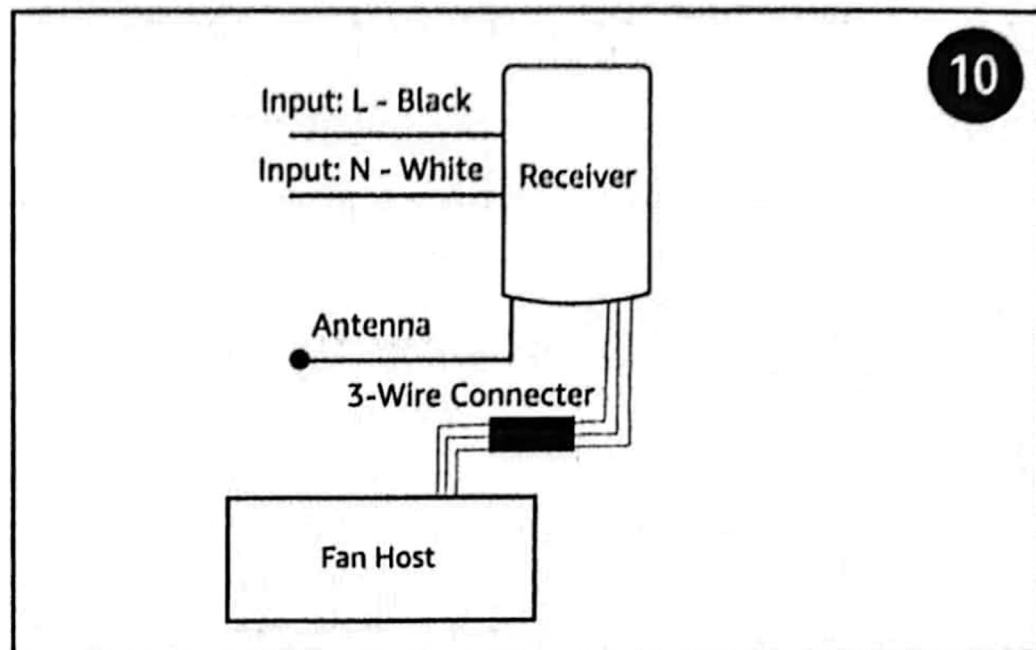 10
Input: L - Black
Input: N - White
Receiver
Antenna
3-Wire Connecter
Fan Host